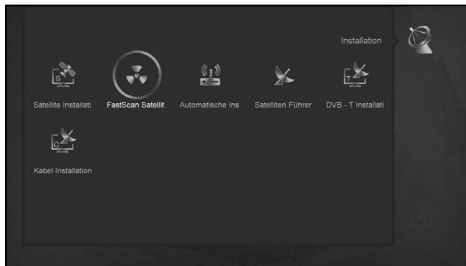 Installation
Satellite Installati
FastScan Satellit
Automatische Ins
Satelliten Führer
DVB - T Installati
Kabel Installation